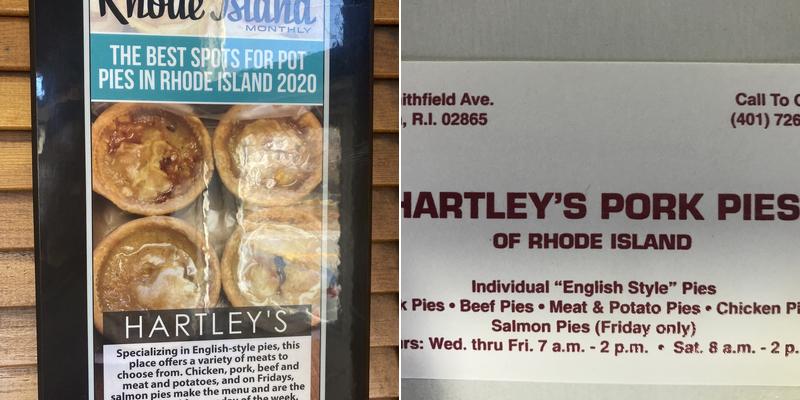 Rhode Island
MONTHLY
THE BEST SPOTS FOR POT
PIES IN RHODE ISLAND 2020
HARTLEY'S
Specializing in English-style pies, this
place offers a variety of meats to
choose from. Chicken, pork, beef and
meat and potatoes, and on Fridays,
salmon pies make the menu and are the
day of the week,
ithfield Ave.
, R.I. 02865
Call To
(401) 726
HARTLEY'S PORK PIES
OF RHODE ISLAND
Individual “English Style” Pies
k Pies • Beef Pies • Meat & Potato Pies • Chicken Pi
Salmon Pies (Friday only)
rs: Wed. thru Fri. 7 a.m. - 2 p.m. • Sat. 8 a.m. - 2 p.